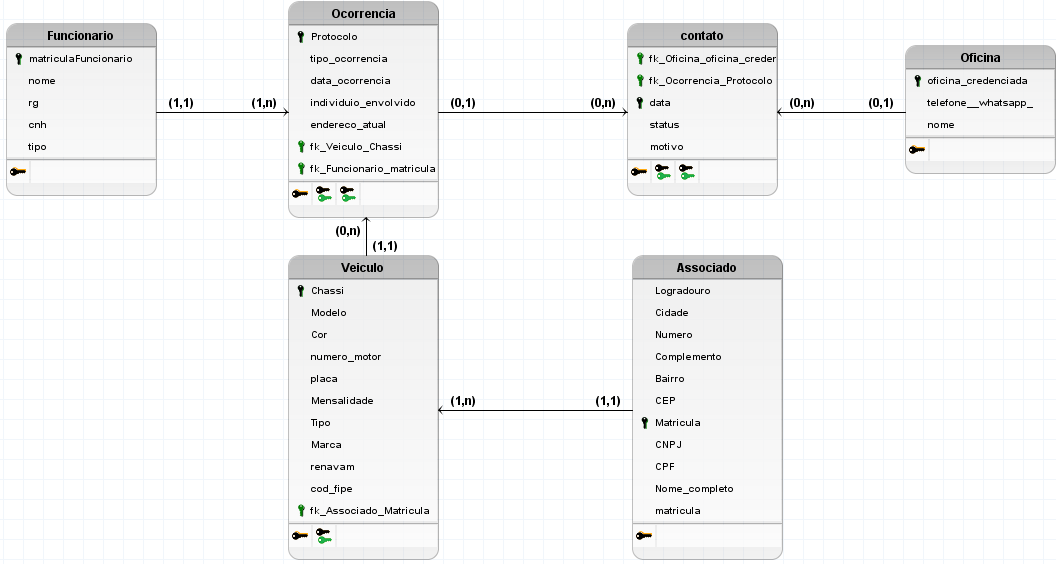 Funcionario
matriculaFuncionario
nome
rg
cnh
tipo
(1,1)
(1,n)
Ocorrencia
Protocolo
tipo_ocorrencia
data_ocorrencia
individuio_envolvido
endereco_atual
fk_Veiculo_Chassi
fk_Funcionario_matricula
(0,1)
(0,n)
contato
fk_Oficina_oficina_creder
fk_Ocorrencia_Protocolo
data
status
motivo
(0,n)
(0,1)
Oficina
oficina_credenciada
telefone__whatsapp_
nome
(0,n)
(1,1)
Veiculo
Chassi
Modelo
Cor
numero_motor
placa
Mensalidade
Tipo
Marca
renavam
cod_fipe
fk_Associado_Matricula
(1,n)
(1,1)
Associado
Logradouro
Cidade
Numero
Complemento
Bairro
CEP
Matricula
CNPJ
CPF
Nome_completo
matricula